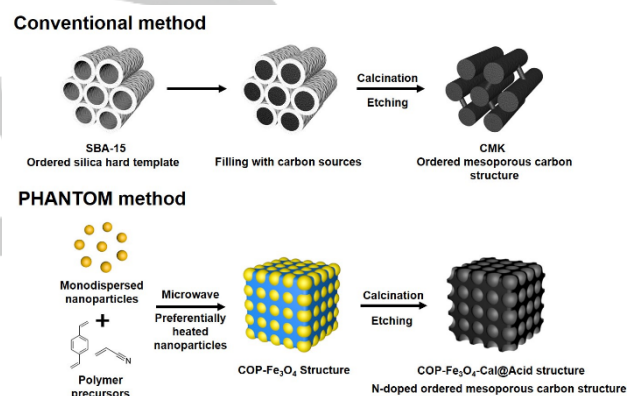 Conventional method
Calcination
Etching
SBA-15
Ordered silica hard template
Filling with carbon sources
CMK
Ordered mesoporous carbon
structure
PHANTOM method
Monodispersed
nanoparticles
+
N
Polymer
precursors
Microwave
Preferentially
heated
nanoparticles
COP-Fe₃O₄ Structure
Calcination
Etching
COP-Fe₃O₄-Cal@Acid structure
N-doped ordered mesoporous carbon structure